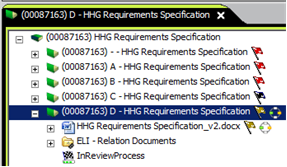 (00087163) D - HHG Requirements Specification
(00087163) HHG Requirements Specification
(00087163) - - HHG Requirements Specification
(00087163) A - HHG Requirements Specification
(00087163) B - HHG Requirements Specification
(00087163) C - HHG Requirements Specification
(00087163) D - HHG Requirements Specification
HHG Requirements Specification_v2.docx
ELI - Relation Documents
InReviewProcess